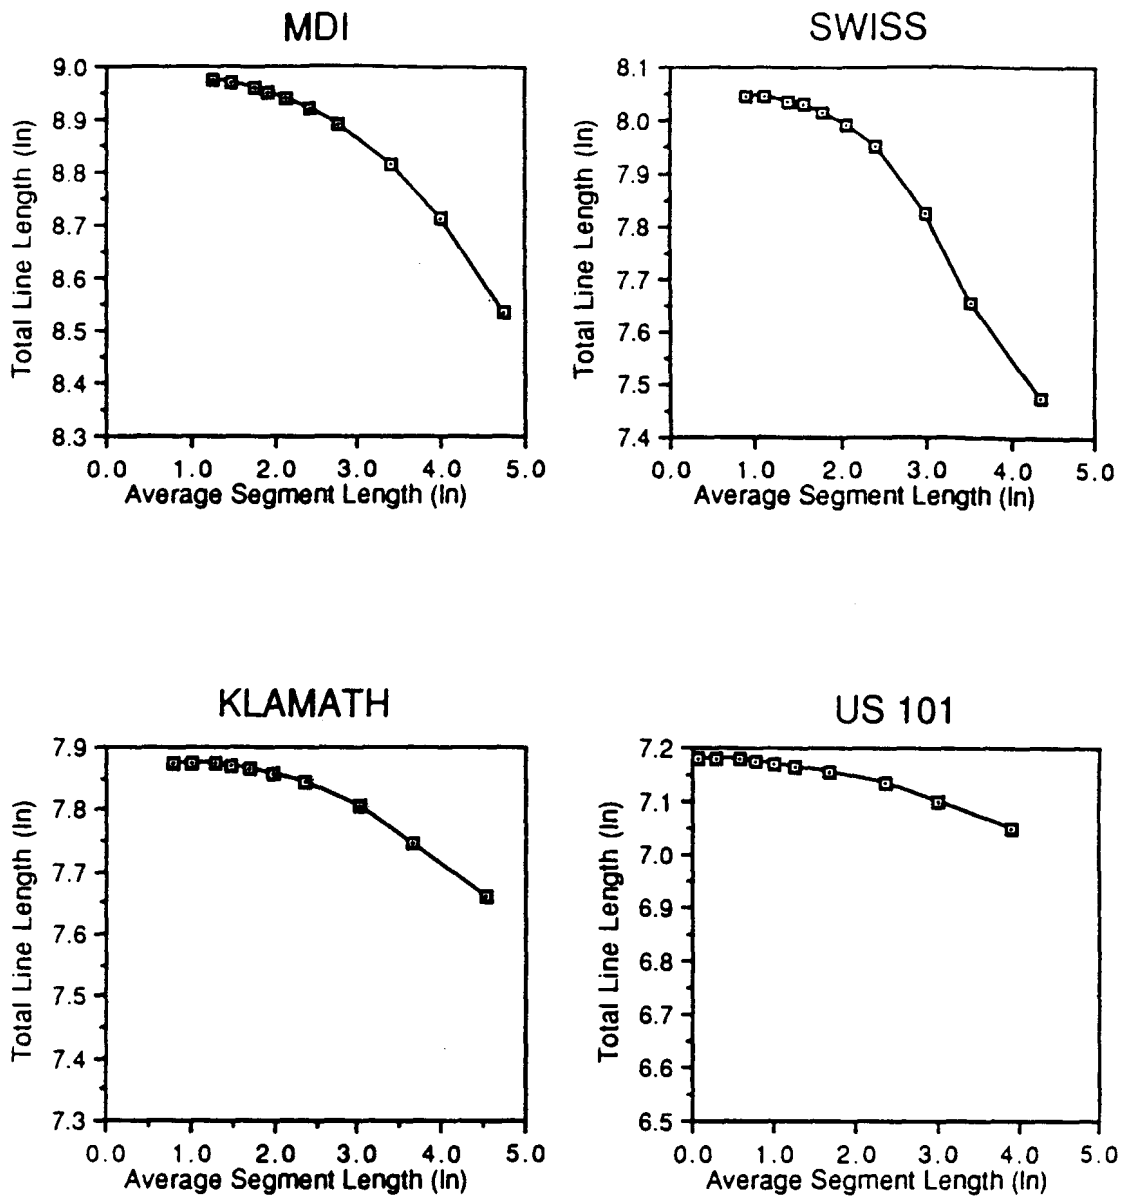 MDI
9.0
8.9
8.8
8.7
8.6
8.5
8.4
8.3
Total Line Length (ln)
0.0 1.0 2.0 3.0 4.0 5.0
Average Segment Length (ln)
SWISS
8.1
8.0
7.9
7.8
7.7
7.6
7.5
7.4
Total Line Length (ln)
0.0 1.0 2.0 3.0 4.0 5.0
Average Segment Length (ln)
KLAMATH
7.9
7.8
7.7
7.6
7.5
7.4
7.3
Total Line Length (ln)
0.0 1.0 2.0 3.0 4.0 5.0
Average Segment Length (ln)
US 101
7.2
7.1
7.0
6.9
6.8
6.7
6.6
6.5
Total Line Length (ln)
0.0 1.0 2.0 3.0 4.0 5.0
Average Segment Length (ln)